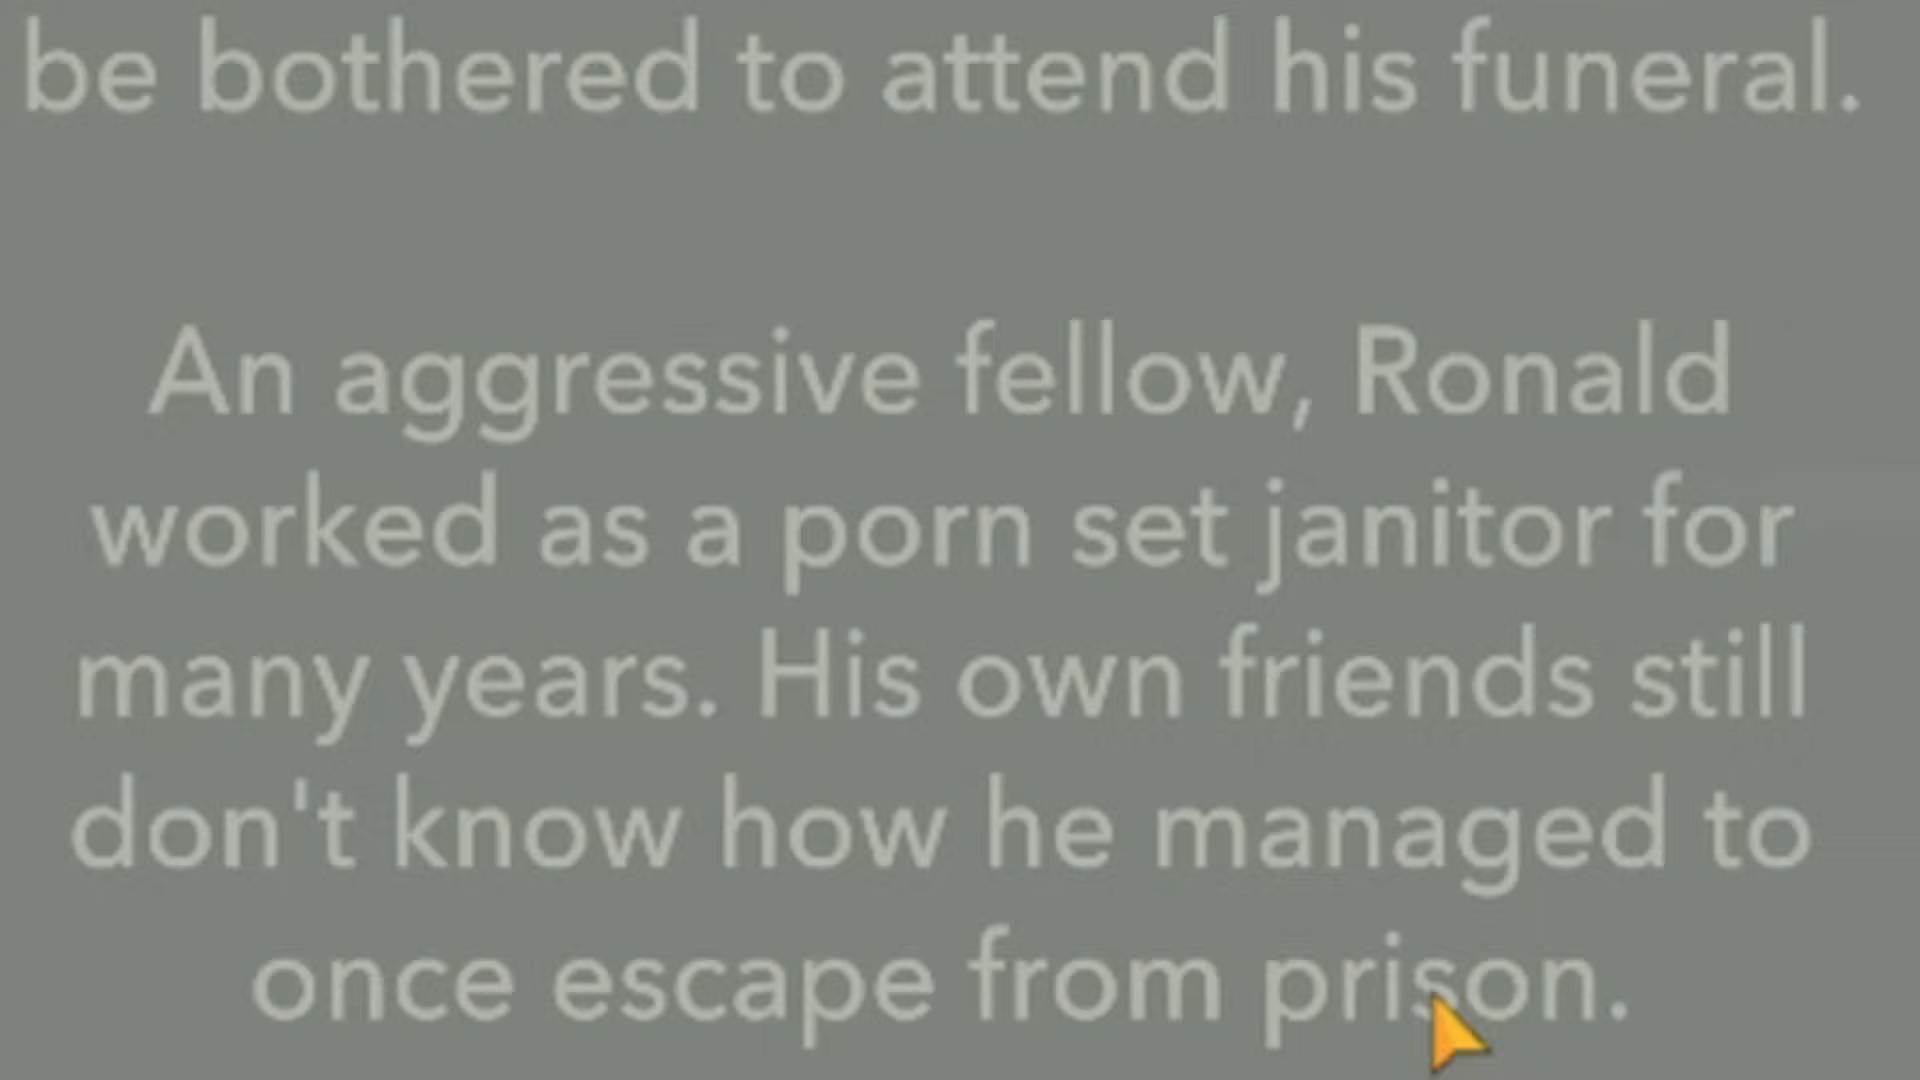 be bothered to attend his funeral.
An aggressive fellow, Ronald
worked as a porn set janitor for
many years. His own friends still
don't know how he managed to
once escape from prison.